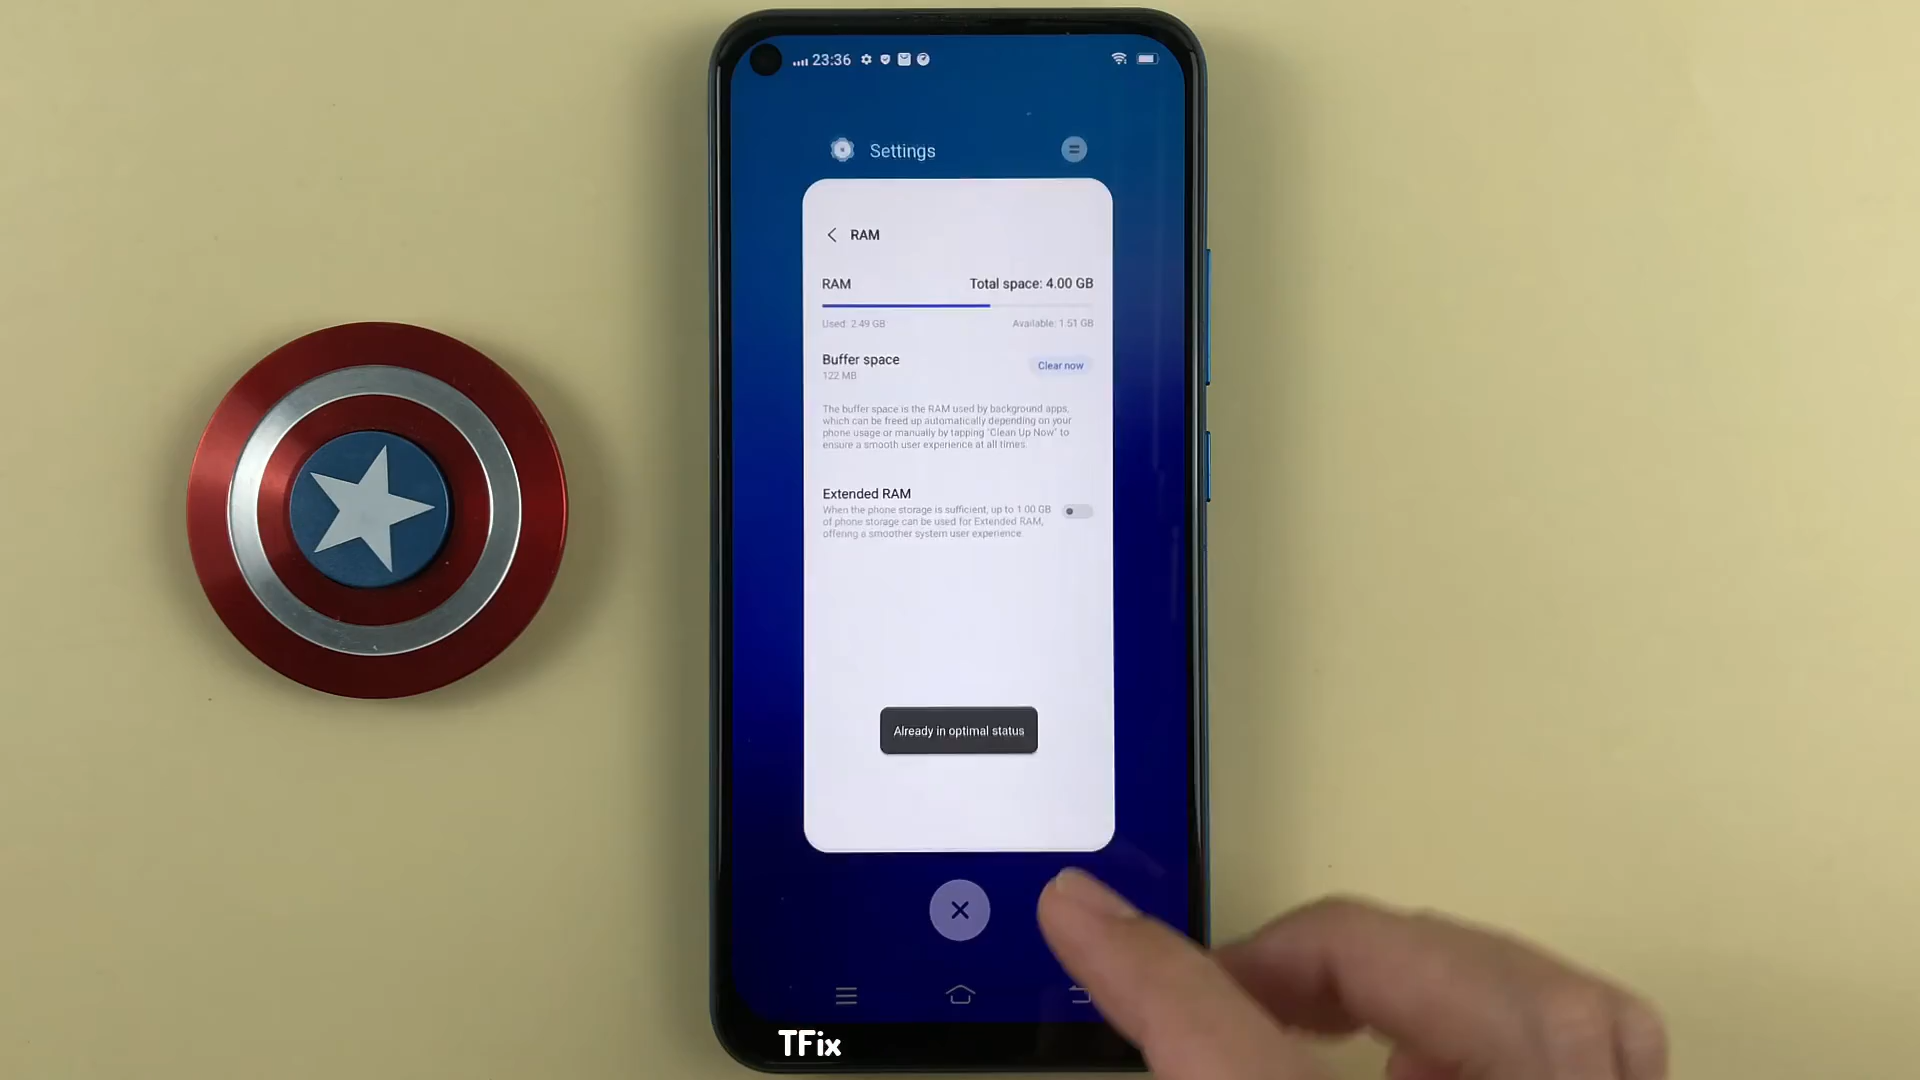 23:36
Settings
RAM
RAM Total space: 4.00 GB
Used: 2.49 GB Available: 1.51 GB
Buffer space
122 MB
Clear now
The buffer space is the RAM used by background apps,
which can be freed up automatically depending on your
phone usage or manually by tapping "Clean Up Now" to
ensure a smooth user experience at all times.
Extended RAM
When the phone storage is sufficient, up to 1.00 GB
of phone storage can be used for Extended RAM,
offering a smoother system user experience.
Already in optimal status
TFix